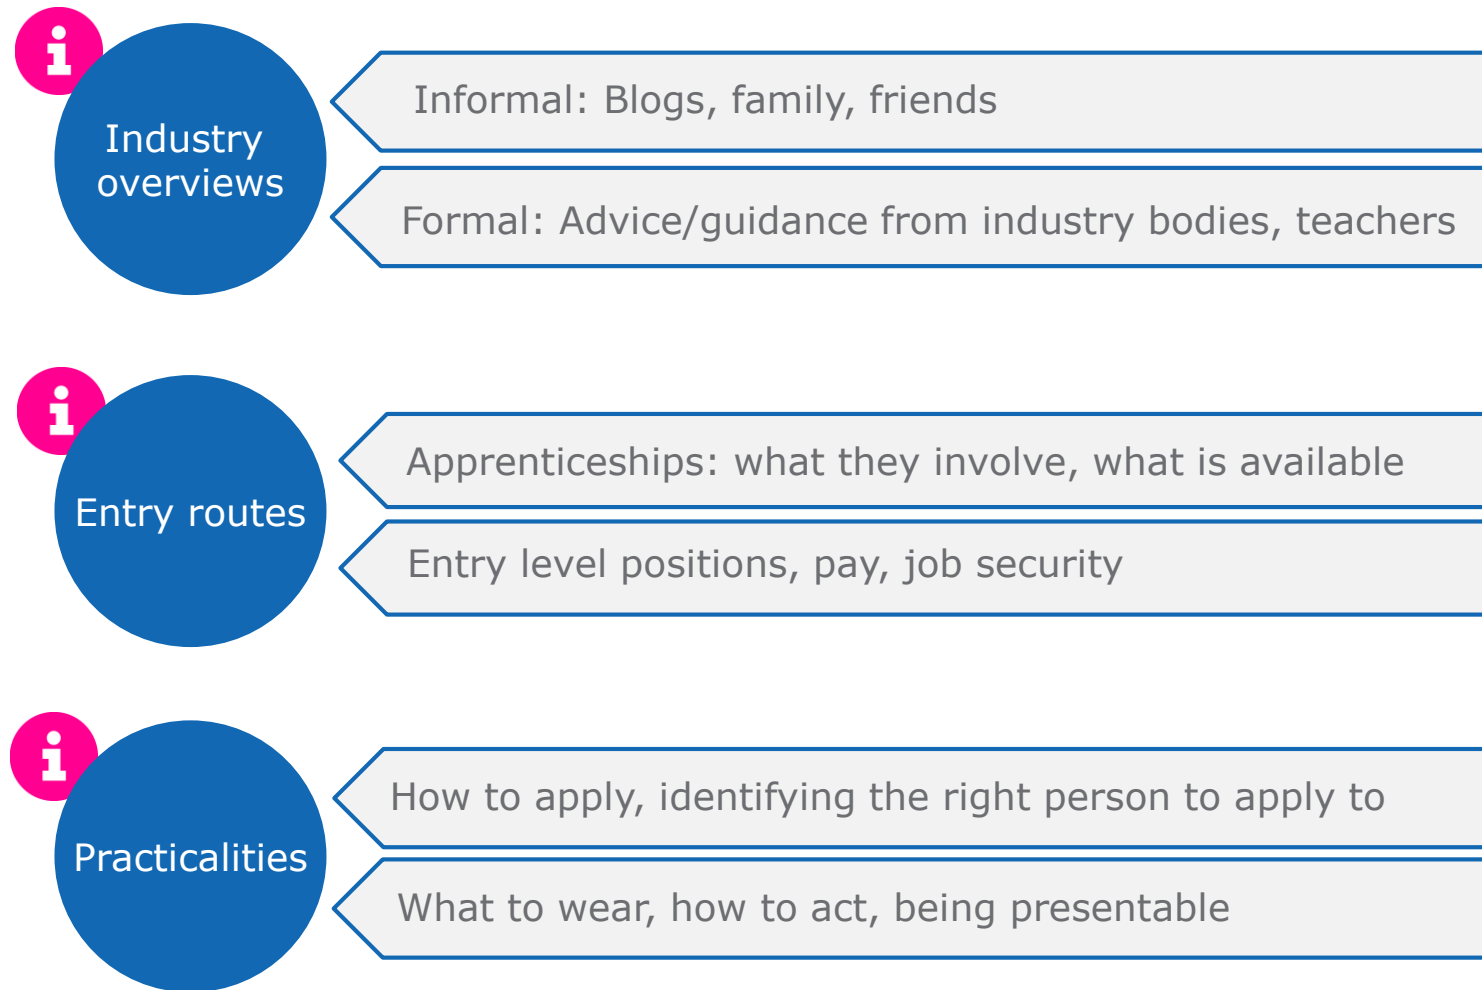 Industry
overviews
Informal: Blogs, family, friends
Formal: Advice/guidance from industry bodies, teachers
Entry routes
Apprenticeships: what they involve, what is available
Entry level positions, pay, job security
Practicalities
How to apply, identifying the right person to apply to
What to wear, how to act, being presentable